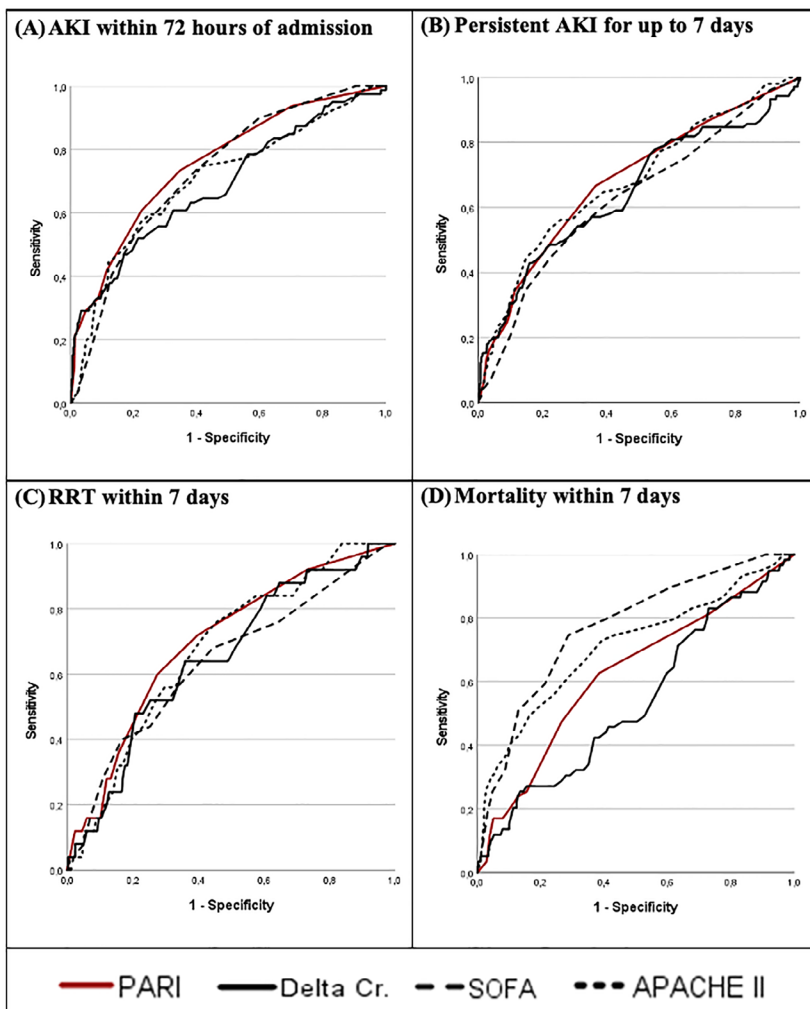 (A) AKI within 72 hours of admission
1,0
0,8
0,6
0,4
0,2
0,0
Sensitivity
0,0 0,2 0,4 0,6 0,8 1,0
1 - Specificity
(B) Persistent AKI for up to 7 days
1,0
0,8
0,6
0,4
0,2
0,0
Sensitivity
0,0 0,2 0,4 0,6 0,8 1,0
1 - Specificity
(C) RRT within 7 days
1,0
0,8
0,6
0,4
0,2
0,0
Sensitivity
0,0 0,2 0,4 0,6 0,8 1,0
1 - Specificity
(D) Mortality within 7 days
1,0
0,8
0,6
0,4
0,2
0,0
Sensitivity
0,0 0,2 0,4 0,6 0,8 1,0
1 - Specificity
PARI Delta Cr. SOFA APACHE II